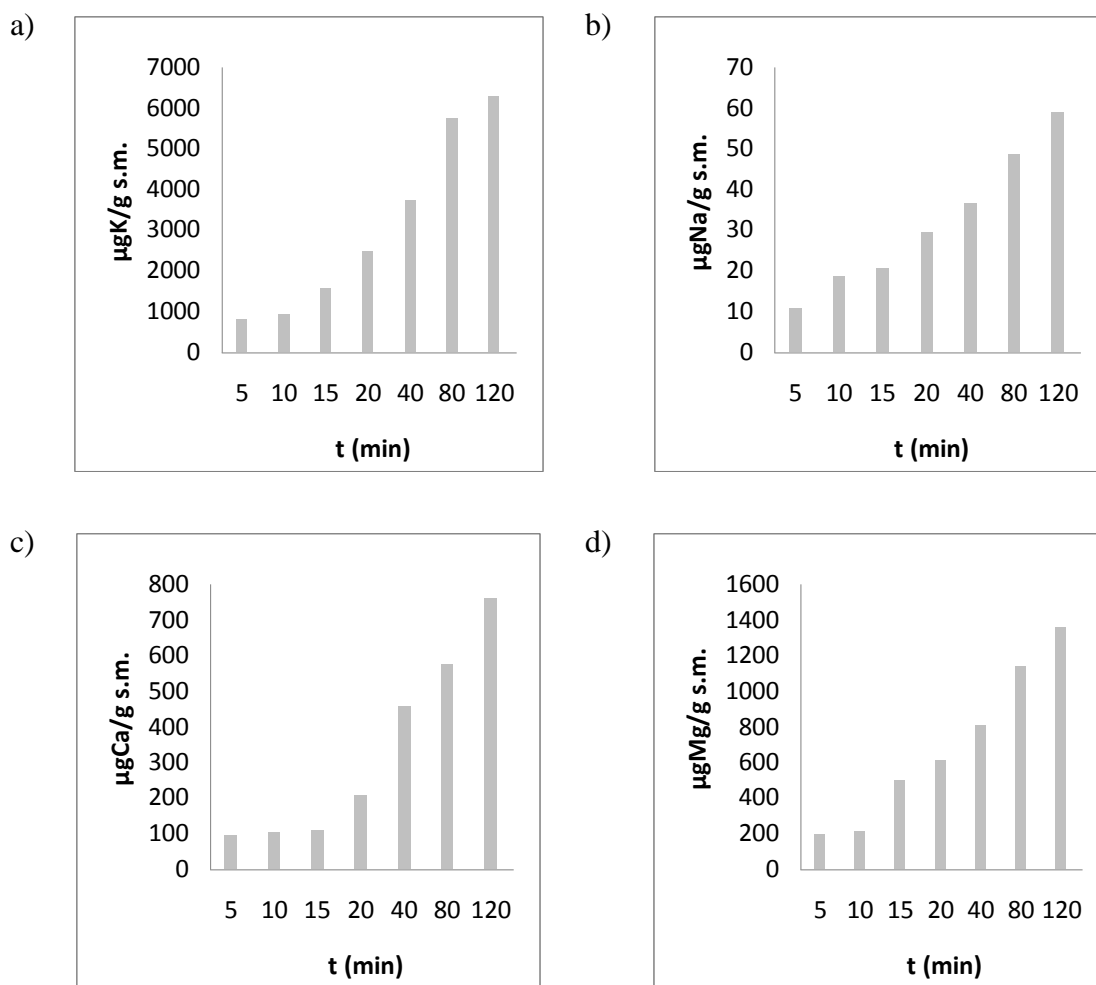 a)
7000
6000
5000
4000
3000
2000
1000
0
µgK/g s.m.
5 10 15 20 40 80 120
t (min)
b)
70
60
50
40
30
20
10
0
µgNa/g s.m.
5 10 15 20 40 80 120
t (min)
c)
800
700
600
500
400
300
200
100
0
µgCa/g s.m.
5 10 15 20 40 80 120
t (min)
d)
1600
1400
1200
1000
800
600
400
200
0
µgMg/g s.m.
5 10 15 20 40 80 120
t (min)